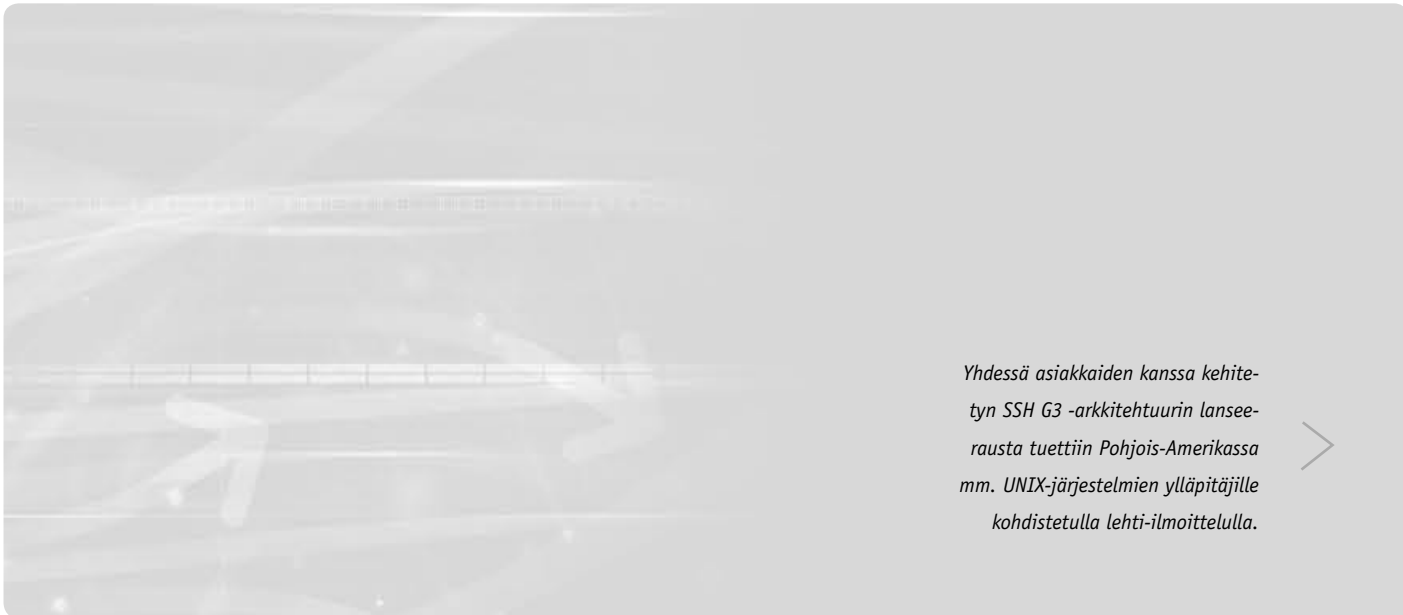 Yhdessä asiakkaiden kanssa kehite-
tyn SSH G3 -arkkitehtuurin lansee-
rausta tuettiin Pohjois-Amerikassa
mm. UNIX-järjestelmien ylläpitäjille
kohdistetulla lehti-ilmoittelulla.